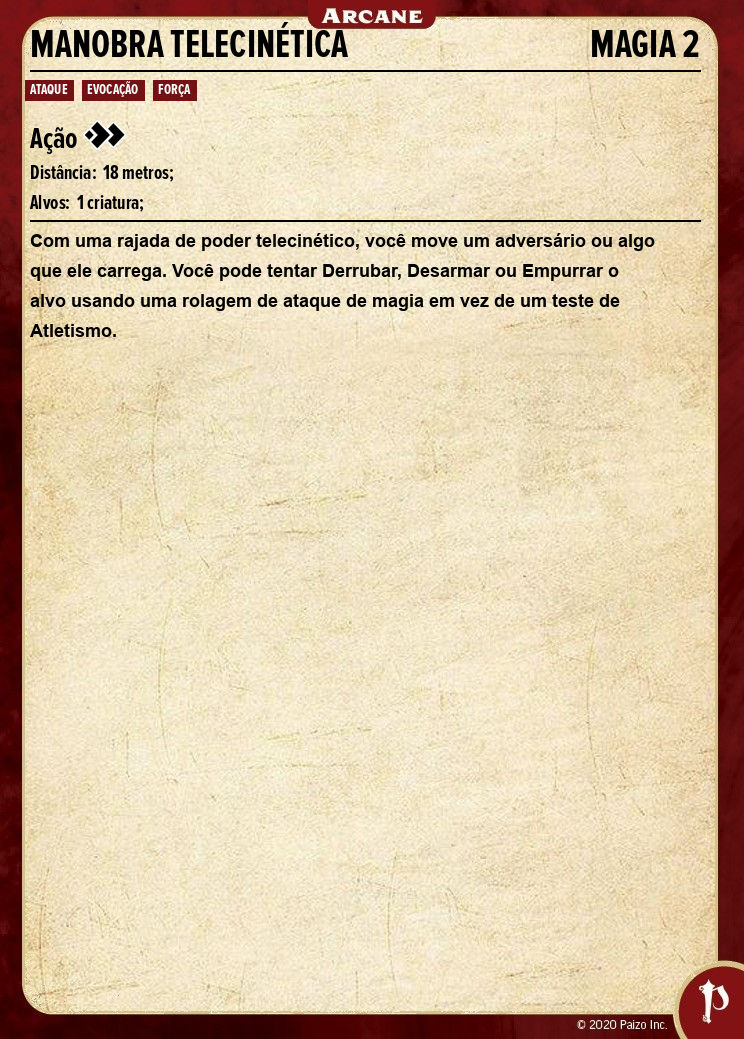 ARCANE
MANOBRA TELECINÉTICA MAGIA 2
ATAQUE EVOCAÇÃO FORÇA
Ação
Distância: 18 metros;
Alvos: 1 criatura;
Com uma rajada de poder telecinético, você move um adversário ou algo
que ele carrega. Você pode tentar Derrubar, Desarmar ou Empurrar o
alvo usando uma rolagem de ataque de magia em vez de um teste de
Atletismo.
© 2020 Paizo Inc.
P